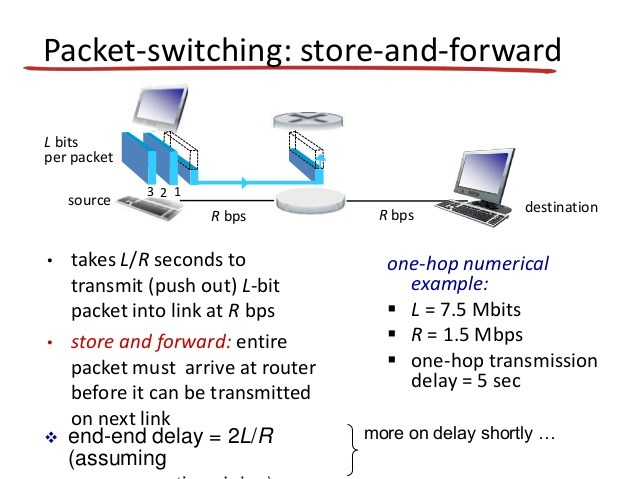 Packet-switching: store-and-forward
L bits
per packet
3 2 1
source
R bps
R bps
destination
• takes L/R seconds to
transmit (push out) L-bit
packet into link at R bps
• store and forward: entire
packet must arrive at router
before it can be transmitted
on next link
❖ end-end delay = 2L/R
(assuming
one-hop numerical
example:
▪ L = 7.5 Mbits
▪ R = 1.5 Mbps
▪ one-hop transmission
delay = 5 sec
more on delay shortly …